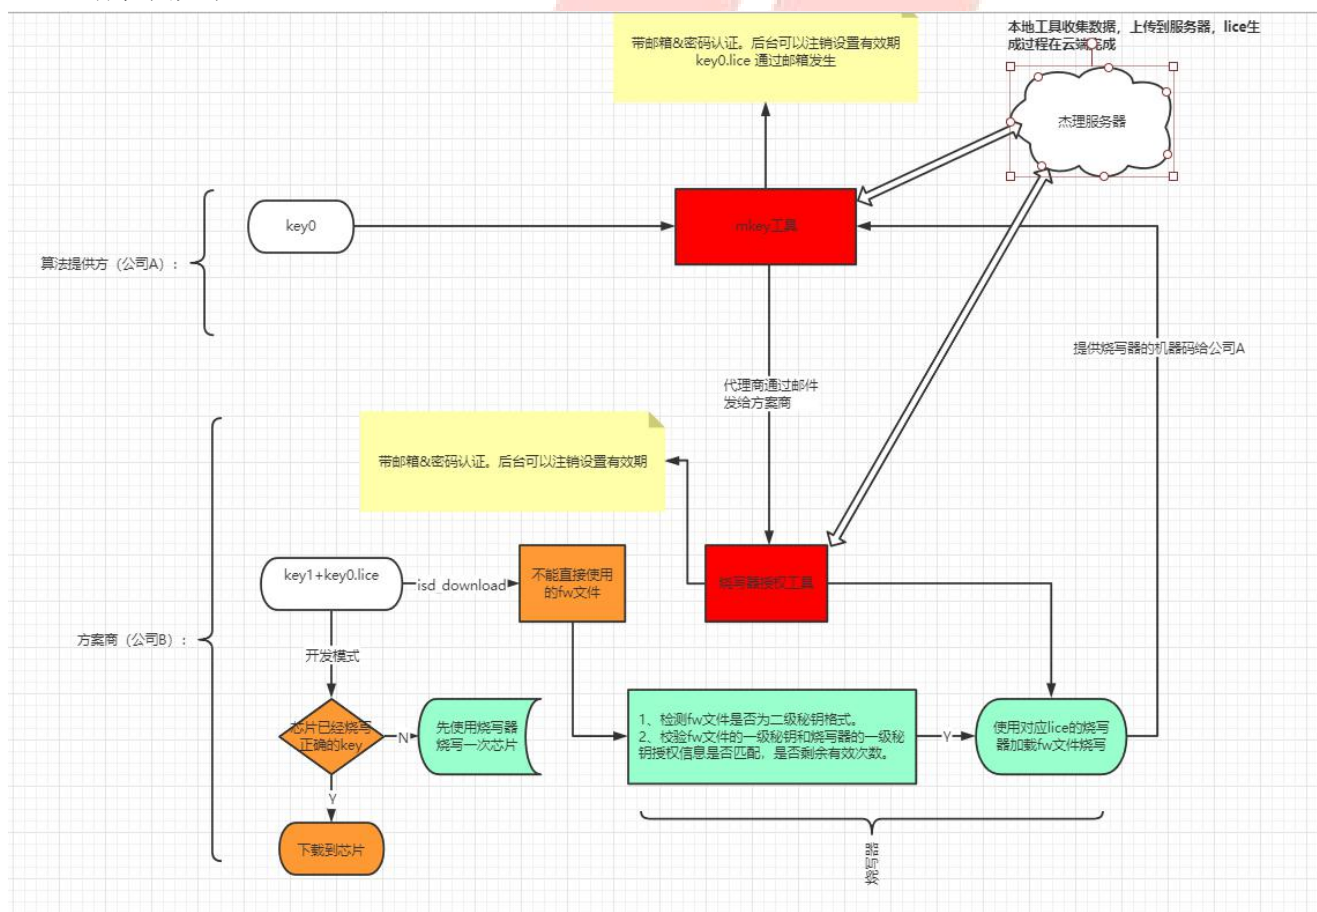 本地工具收集数据，上传到服务器，lice生
成过程在云端完成
带邮箱&密码认证。后台可以注销设置有效期
key0.lice 通过邮箱发生
杰理服务器
key0
mkey工具
算法提供方（公司A）：
提供烧写器的机器码给公司A
代理商通过邮件
发给方案商
带邮箱&密码认证。后台可以注销设置有效期
key1+key0.lice
isd_download
不能直接使用
的fw文件
烧写器授权工具
方案商（公司B）：
开发模式
芯片已经烧写
正确的key
N
先使用烧写器
烧写一次芯片
1、检测fw文件是否为二级秘钥格式。
2、校验fw文件的一级秘钥和烧写器的一级秘
钥授权信息是否匹配，是否剩余有效次数。
Y
使用对应lice的烧写
器加载fw文件烧写
Y
下载到芯片
烧写器